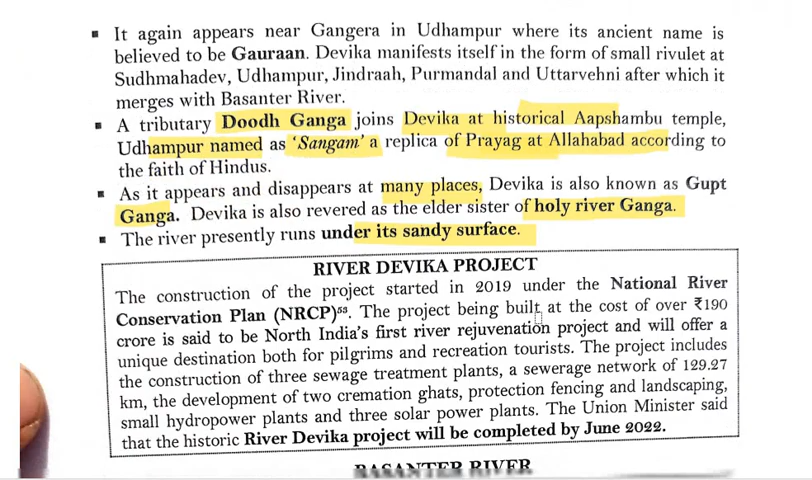 ▪ It again appears near Gangera in Udhampur where its ancient name is
believed to be Gauraan. Devika manifests itself in the form of small rivulet at
Sudhmahadev, Udhampur, Jindraah, Purmandal and Uttarvehni after which it
merges with Basanter River.
▪ A tributary Doodh Ganga joins Devika at historical Aapshambu temple,
Udhampur named as 'Sangam' a replica of Prayag at Allahabad according to
the faith of Hindus.
▪ As it appears and disappears at many places, Devika is also known as Gupt
Ganga. Devika is also revered as the elder sister of holy river Ganga.
▪ The river presently runs under its sandy surface.
RIVER DEVIKA PROJECT
The construction of the project started in 2019 under the National River
Conservation Plan (NRCP)⁵³. The project being built at the cost of over ₹190
crore is said to be North India's first river rejuvenation project and will offer a
unique destination both for pilgrims and recreation tourists. The project includes
the construction of three sewage treatment plants, a sewerage network of 129.27
km, the development of two cremation ghats, protection fencing and landscaping,
small hydropower plants and three solar power plants. The Union Minister said
that the historic River Devika project will be completed by June 2022.
BASANTER RIVER